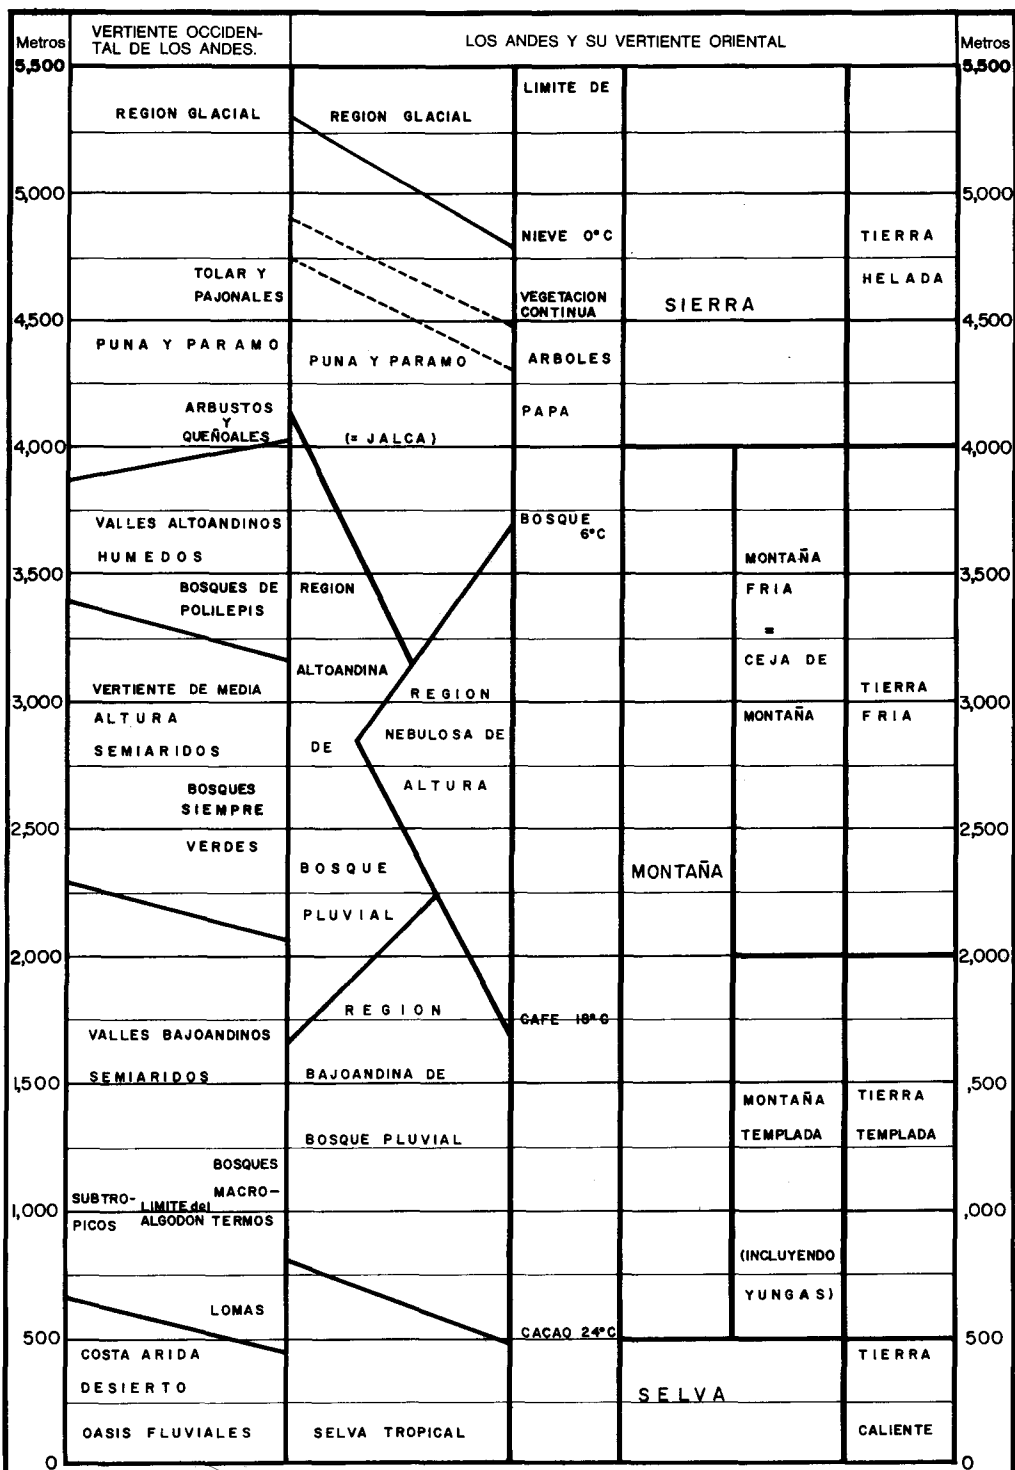 Metros
VERTIENTE OCCIDEN-
TAL DE LOS ANDES.
LOS ANDES Y SU VERTIENTE ORIENTAL
Metros
5,500
5,500
LIMITE DE
REGION GLACIAL
REGION GLACIAL
5,000
5,000
NIEVE 0°C
TIERRA
HELADA
TOLAR Y
PAJONALES
VEGETACION
CONTINUA
SIERRA
4,500
4,500
PUNA Y PARAMO
PUNA Y PARAMO
ARBOLES
ARBUSTOS
Y
QUEÑOALES
(= JALCA)
PAPA
4,000
4,000
VALLES ALTOANDINOS
HUMEDOS
BOSQUE
6°C
MONTAÑA
FRIA
=
CEJA DE
MONTAÑA
3,500
3,500
BOSQUES DE
POLILEPIS
REGION
ALTOANDINA
DE
BOSQUE
PLUVIAL
VERTIENTE DE MEDIA
ALTURA
SEMIARIDOS
REGION
NEBULOSA DE
ALTURA
TIERRA
FRIA
3,000
3,000
BOSQUES
SIEMPRE
VERDES
2,500
2,500
MONTAÑA
2,000
2,000
REGION
BAJOANDINA DE
BOSQUE PLUVIAL
CAFE 18°C
VALLES BAJOANDINOS
SEMIARIDOS
1,500
,500
MONTAÑA
TEMPLADA
TIERRA
TEMPLADA
BOSQUES
MACRO-
TERMOS
SUBTRO-
PICOS
LIMITE del
ALGODON
1,000
,000
(INCLUYENDO
YUNGAS)
LOMAS
CACAO 24°C
500
500
COSTA ARIDA
DESIERTO
OASIS FLUVIALES
SELVA TROPICAL
SELVA
TIERRA
CALIENTE
0
0